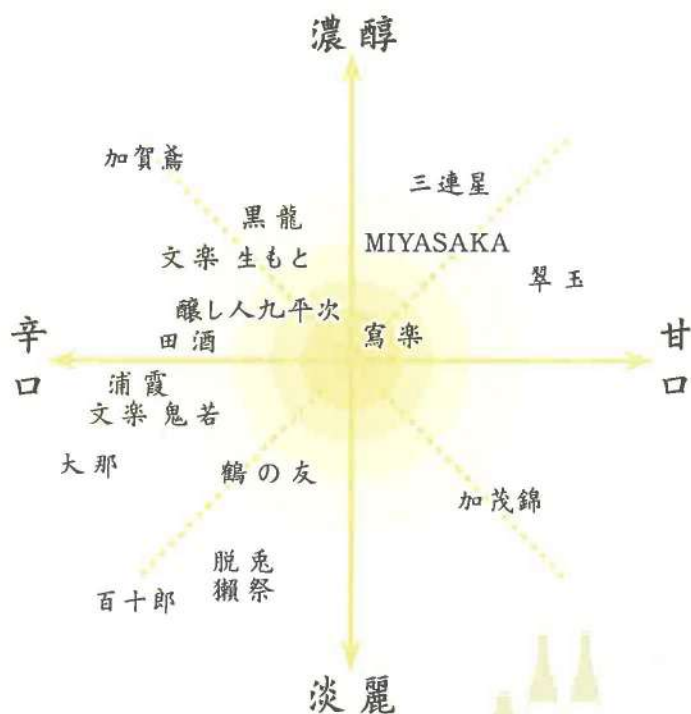 濃醇
加賀鳶
三連星
黒龍
MIYASAKA
文楽 生もと
翠玉
醸し人九平次
寫楽
田酒
辛口
甘口
浦霞
文楽 鬼若
大那
鶴の友
加茂錦
脱兎
獺祭
百十郎
淡麗